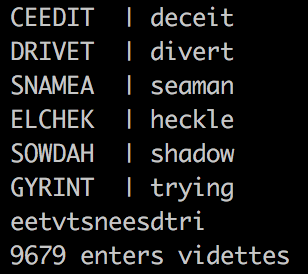 CEEDIT | deceit
DRIVET | divert
SNAMEA | seaman
ELCHEK | heckle
SOWDAH | shadow
GYRINT | trying
eetvtsneesdtri
9679 enters videttes